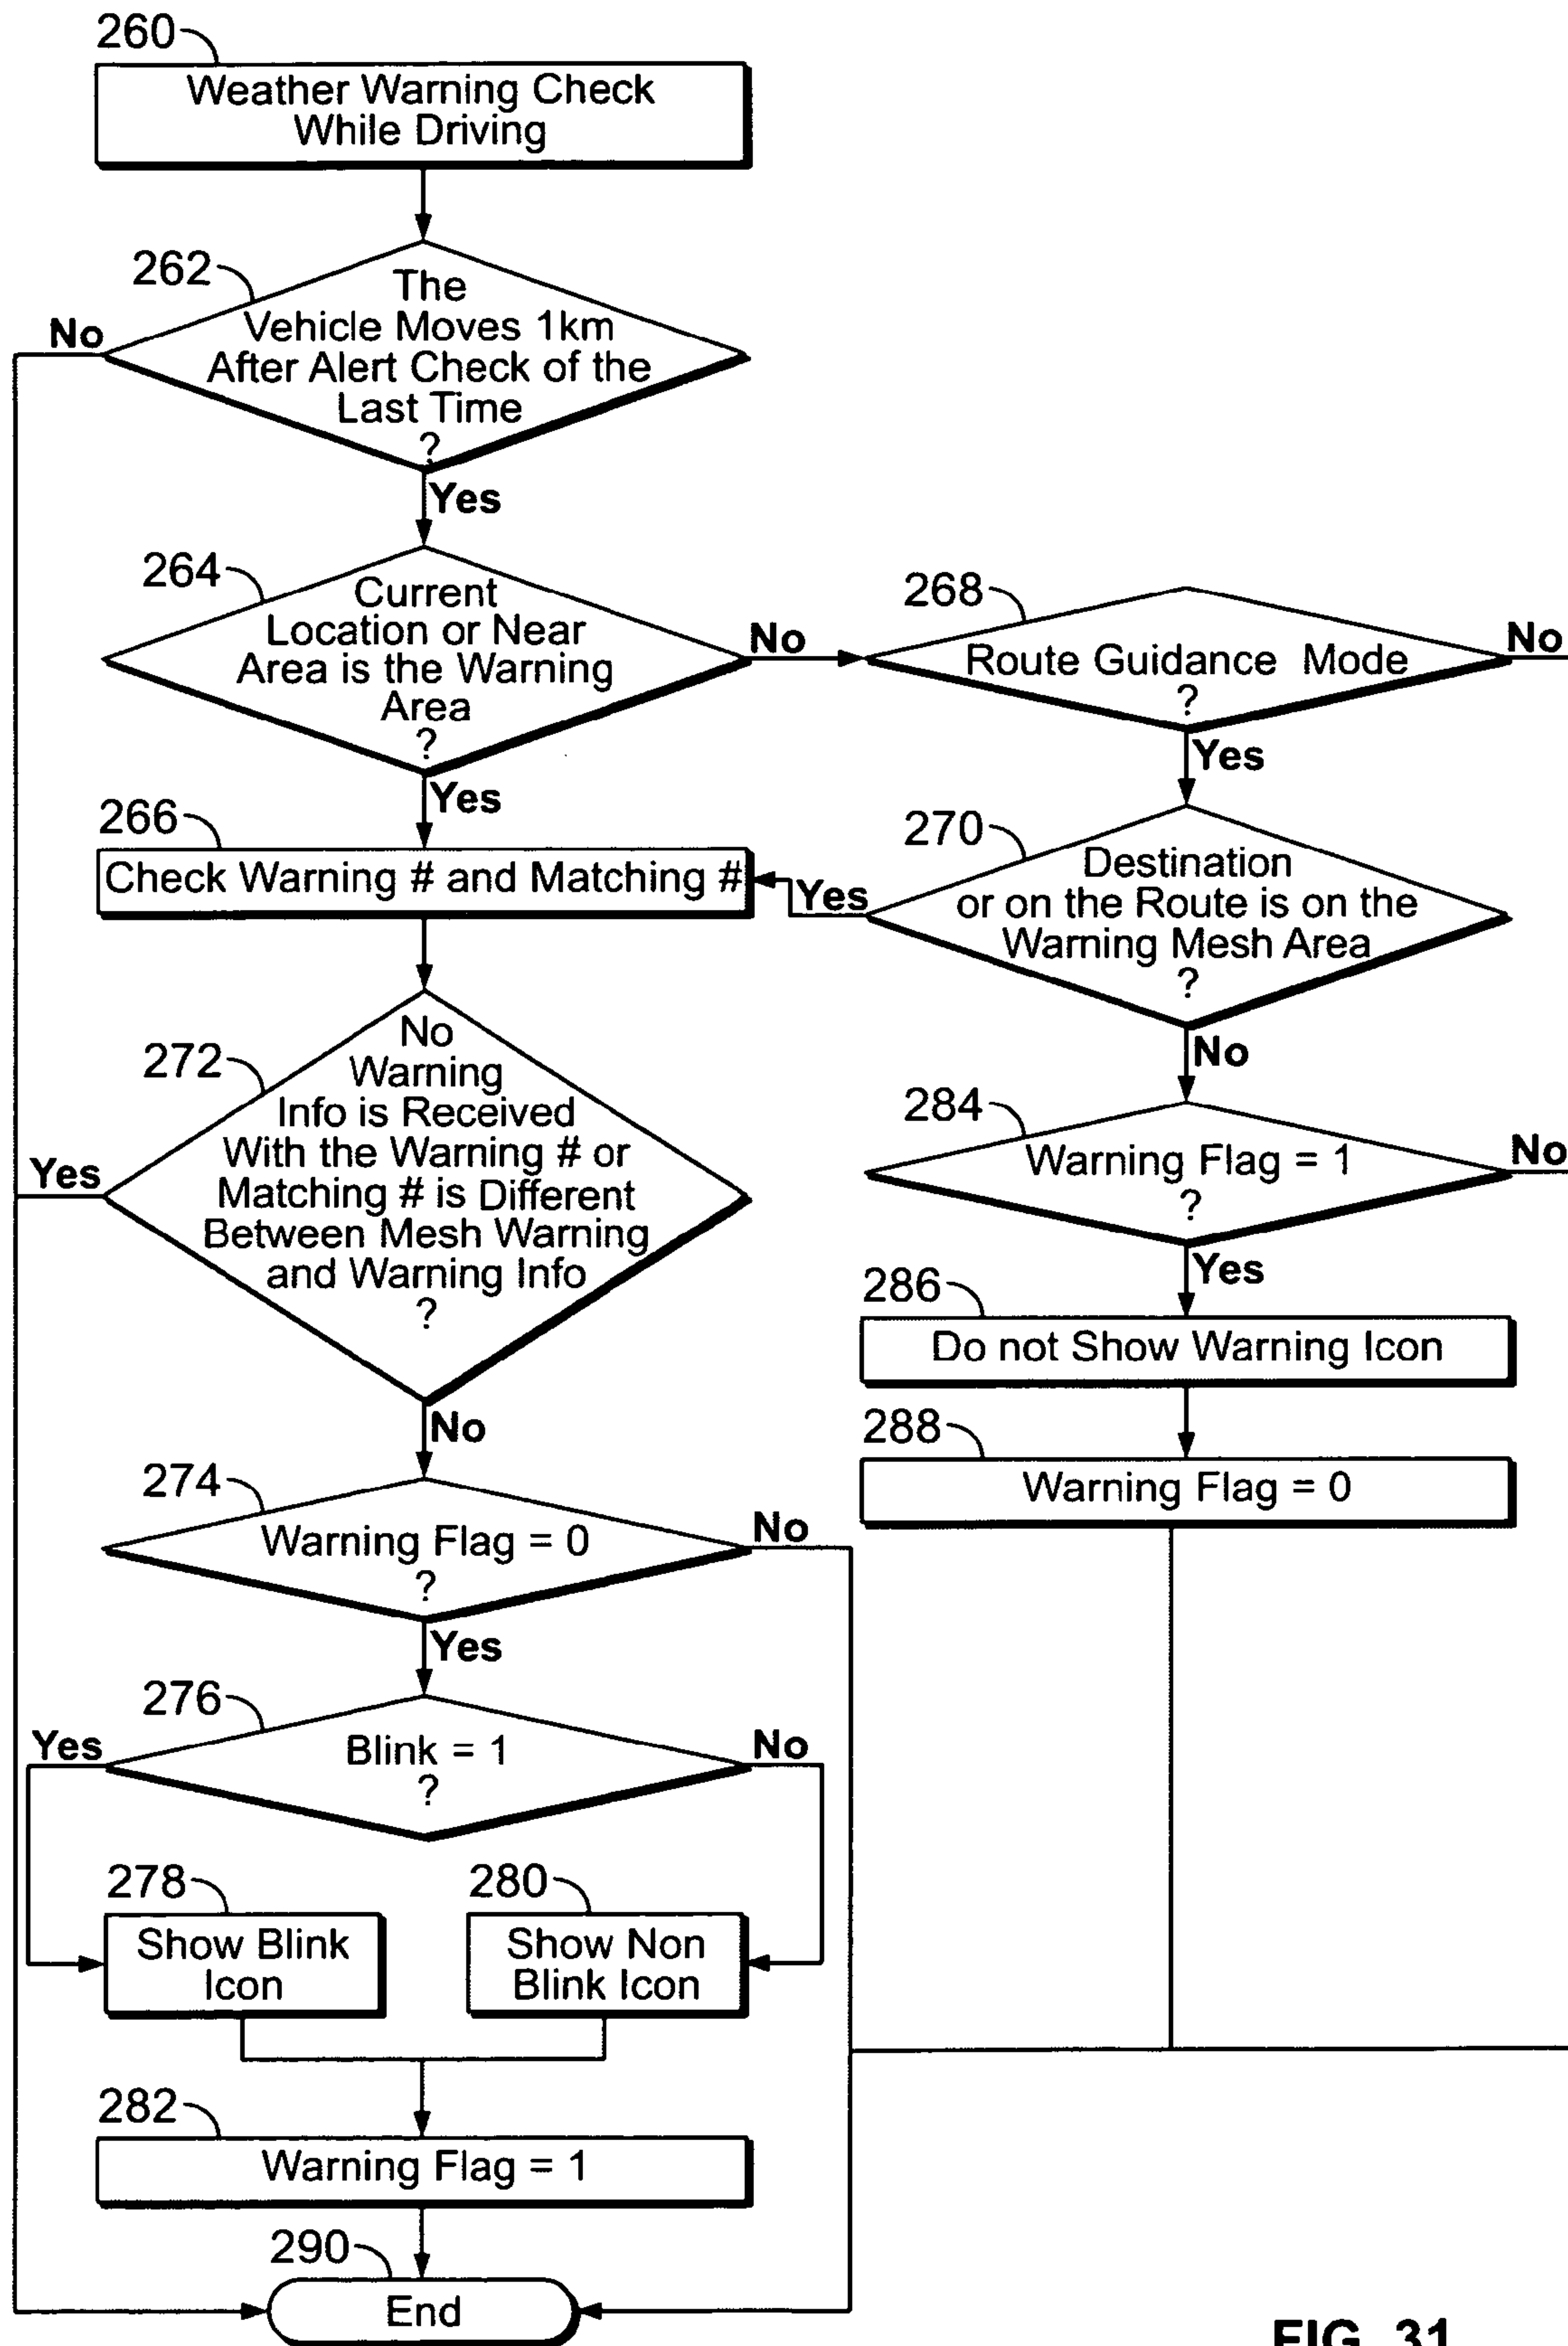 260
Weather Warning Check
While Driving
262
The
Vehicle Moves 1km
After Alert Check of the
Last Time
?
No
Yes
264
Current
Location or Near
Area is the Warning
Area
?
No
Yes
268
Route Guidance Mode
?
No
Yes
266
Check Warning # and Matching #
270
Destination
or on the Route is on the
Warning Mesh Area
?
Yes
No
272
No
Warning
Info is Received
With the Warning # or
Matching # is Different
Between Mesh Warning
and Warning Info
?
Yes
No
284
Warning Flag = 1
?
No
Yes
286
Do not Show Warning Icon
288
Warning Flag = 0
274
Warning Flag = 0
?
No
Yes
276
Blink = 1
?
Yes
No
278
Show Blink
Icon
280
Show Non
Blink Icon
282
Warning Flag = 1
290
End
FIG. 31